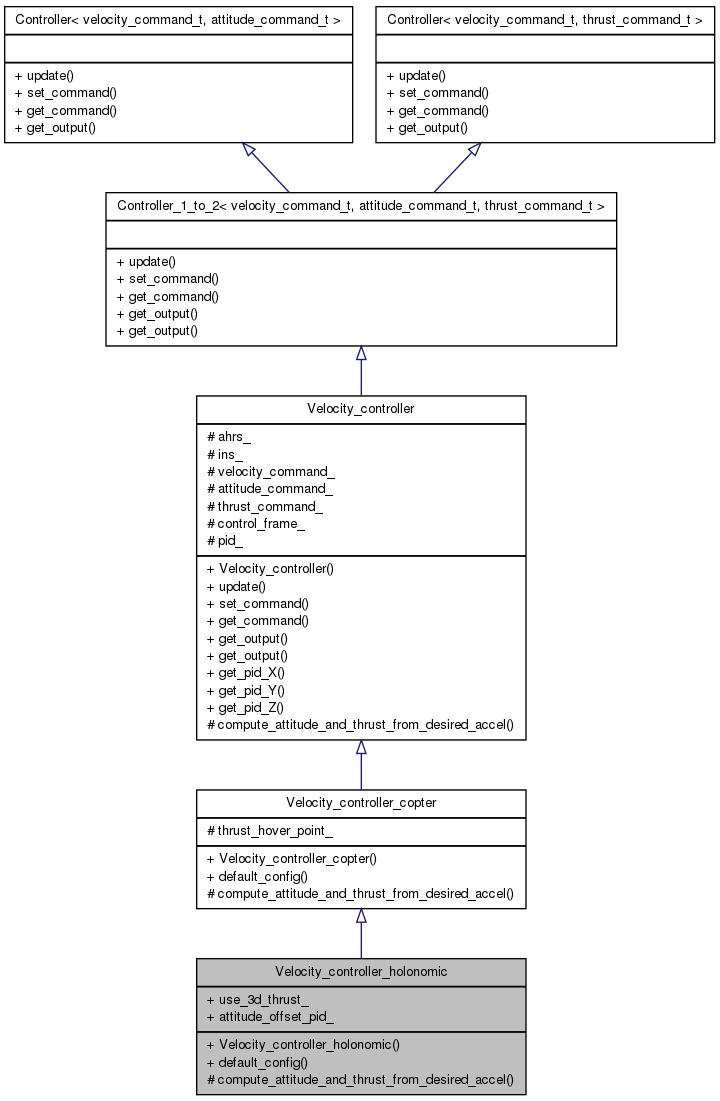 Controller< velocity_command_t, attitude_command_t >
+ update()
+ set_command()
+ get_command()
+ get_output()
Controller< velocity_command_t, thrust_command_t >
+ update()
+ set_command()
+ get_command()
+ get_output()
Controller_1_to_2< velocity_command_t, attitude_command_t, thrust_command_t >
+ update()
+ set_command()
+ get_command()
+ get_output()
+ get_output()
Velocity_controller
# ahrs_
# ins_
# velocity_command_
# attitude_command_
# thrust_command_
# control_frame_
# pid_
+ Velocity_controller()
+ update()
+ set_command()
+ get_command()
+ get_output()
+ get_output()
+ get_pid_X()
+ get_pid_Y()
+ get_pid_Z()
# compute_attitude_and_thrust_from_desired_accel()
Velocity_controller_copter
# thrust_hover_point_
+ Velocity_controller_copter()
+ default_config()
# compute_attitude_and_thrust_from_desired_accel()
Velocity_controller_holonomic
+ use_3d_thrust_
+ attitude_offset_pid_
+ Velocity_controller_holonomic()
+ default_config()
# compute_attitude_and_thrust_from_desired_accel()